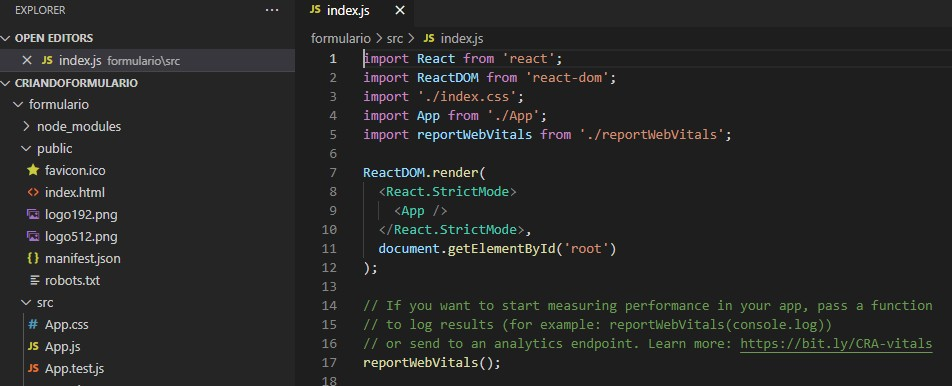 EXPLORER
OPEN EDITORS
JS index.js formulario\src
CRIANDOFORMULARIO
formulario
node_modules
public
favicon.ico
<> index.html
logo192.png
logo512.png
{} manifest.json
robots.txt
src
# App.css
JS App.js
JS App.test.js
JS index.js
formulario > src > JS index.js
1 import React from 'react';
2 import ReactDOM from 'react-dom';
3 import './index.css';
4 import App from './App';
5 import reportWebVitals from './reportWebVitals';
6
7 ReactDOM.render(
8 <React.StrictMode>
9 <App />
10 </React.StrictMode>,
11 document.getElementById('root')
12 );
13
14 // If you want to start measuring performance in your app, pass a function
15 // to log results (for example: reportWebVitals(console.log))
16 // or send to an analytics endpoint. Learn more: https://bit.ly/CRA-vitals
17 reportWebVitals();
18